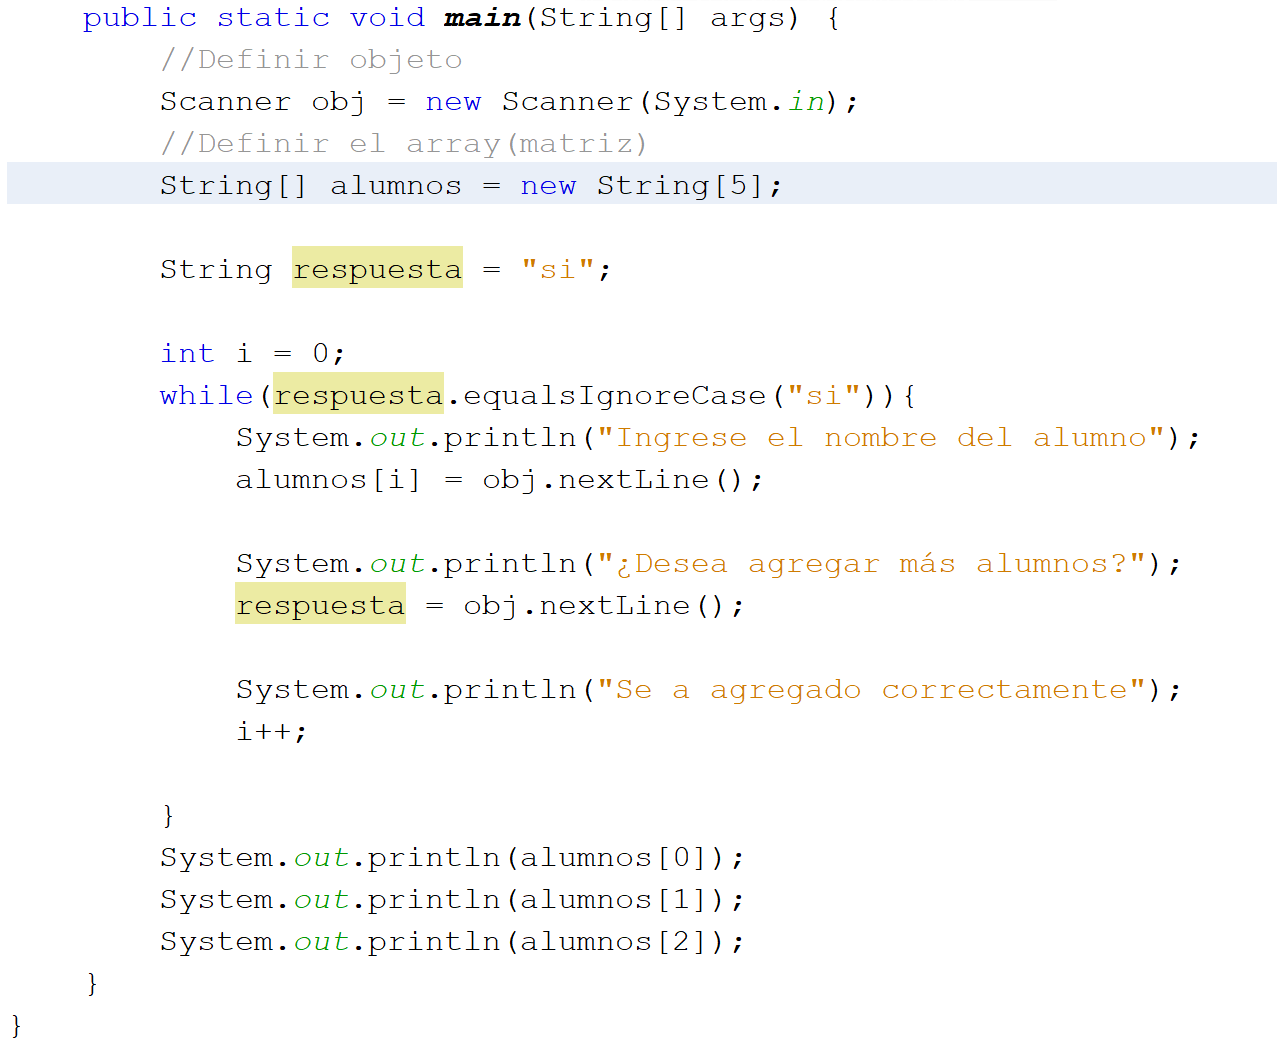 public static void main(String[] args) {
//Definir objeto
Scanner obj = new Scanner(System.in);
//Definir el array(matriz)
String[] alumnos = new String[5];
String respuesta = "si";
int i = 0;
while(respuesta.equalsIgnoreCase("si")){
System.out.println("Ingrese el nombre del alumno");
alumnos[i] = obj.nextLine();
System.out.println("¿Desea agregar más alumnos?");
respuesta = obj.nextLine();
System.out.println("Se a agregado correctamente");
i++;
}
System.out.println(alumnos[0]);
System.out.println(alumnos[1]);
System.out.println(alumnos[2]);
}
}